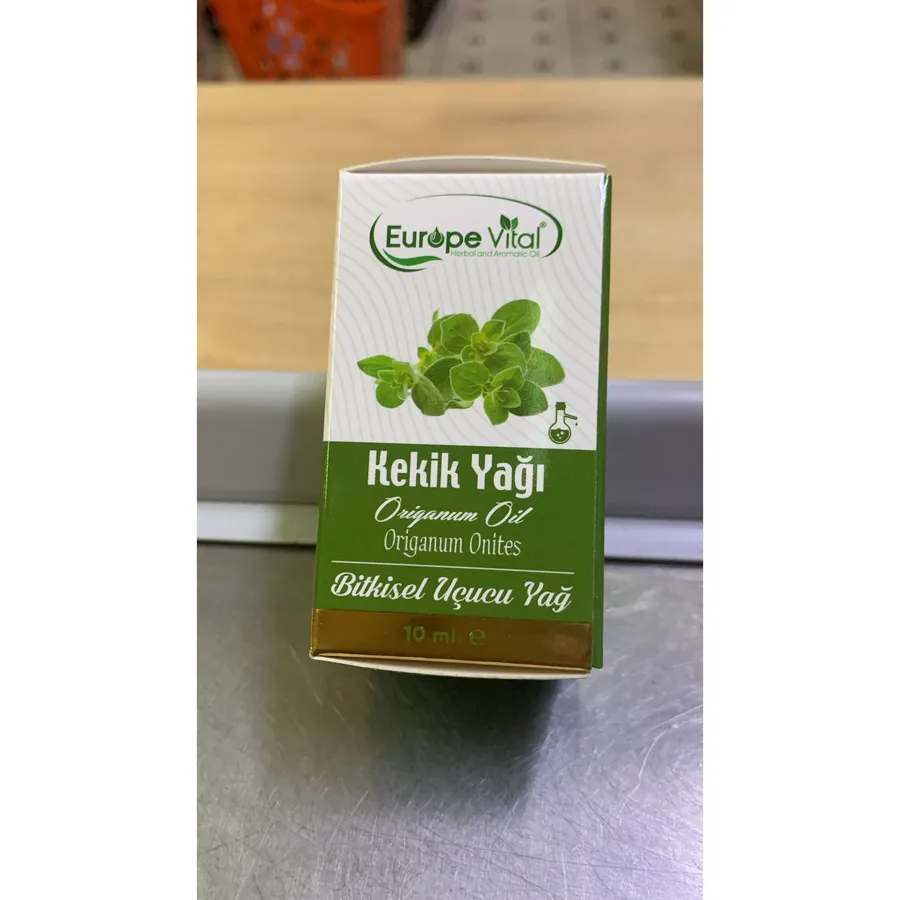 Europe Vital®
Herbal and Aromatic Oil
Kekik Yağı
Origanum Oil
Origanum Onites
Bitkisel Uçucu Yağ
10 ml. ℮